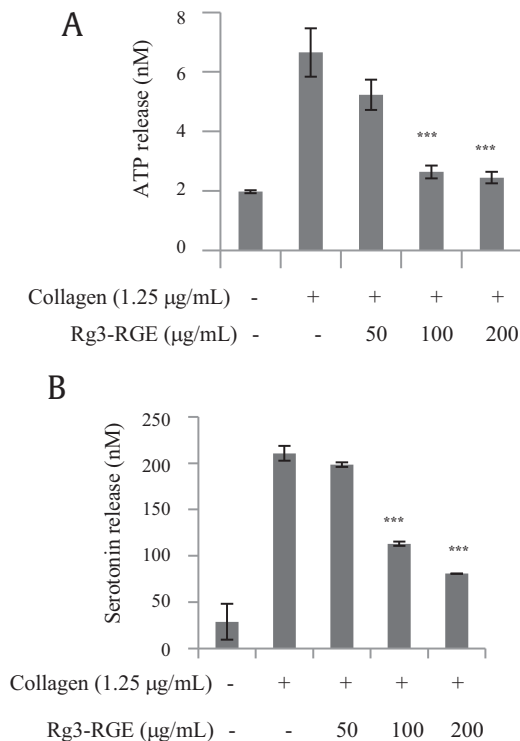 A
ATP release (nM)
8
6
4
2
0
***
***
Collagen (1.25 μg/mL) - + + + +
Rg3-RGE (μg/mL) - - 50 100 200
B
Serotonin release (nM)
250
200
150
100
50
0
***
***
Collagen (1.25 μg/mL) - + + + +
Rg3-RGE (μg/mL) - - 50 100 200